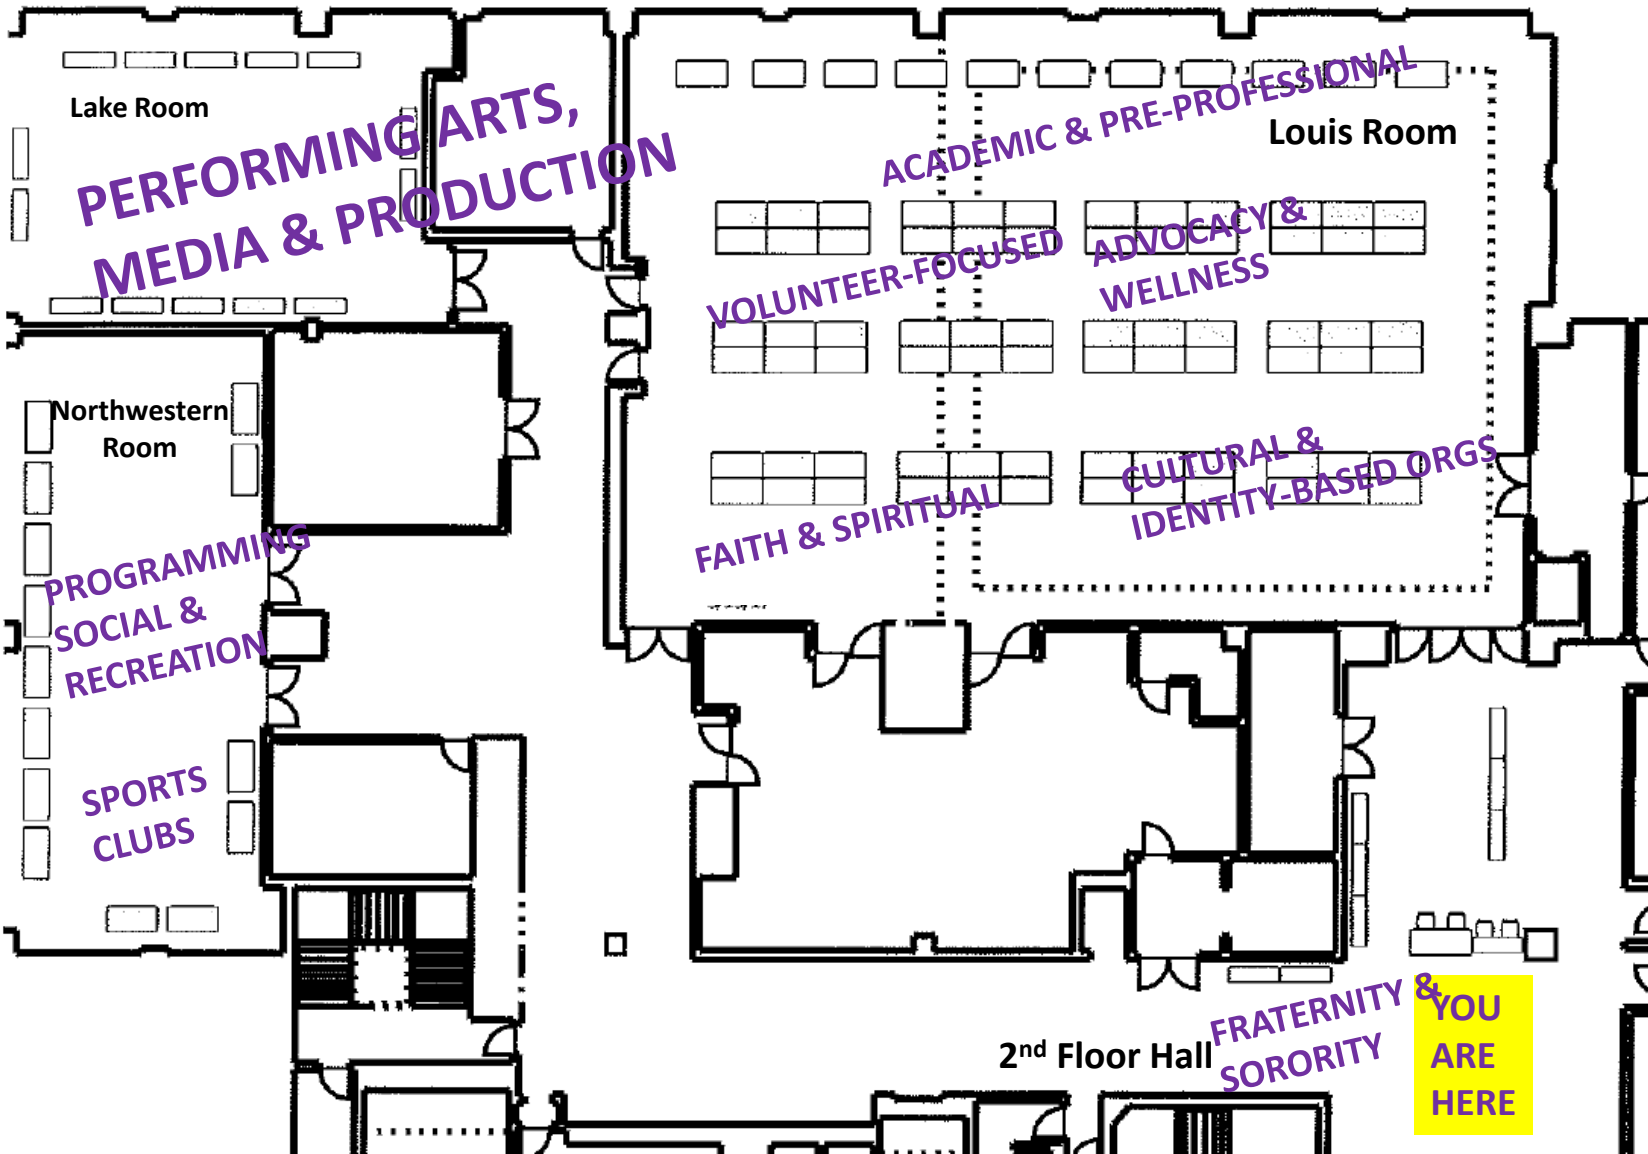 Lake Room
PERFORMING ARTS,
MEDIA & PRODUCTION
ACADEMIC & PRE-PROFESSIONAL
Louis Room
VOLUNTEER-FOCUSED
ADVOCACY &
WELLNESS
Northwestern
Room
CULTURAL &
IDENTITY-BASED ORGS
FAITH & SPIRITUAL
PROGRAMMING
SOCIAL &
RECREATION
SPORTS
CLUBS
FRATERNITY &
SORORITY
2nd Floor Hall
YOU
ARE
HERE